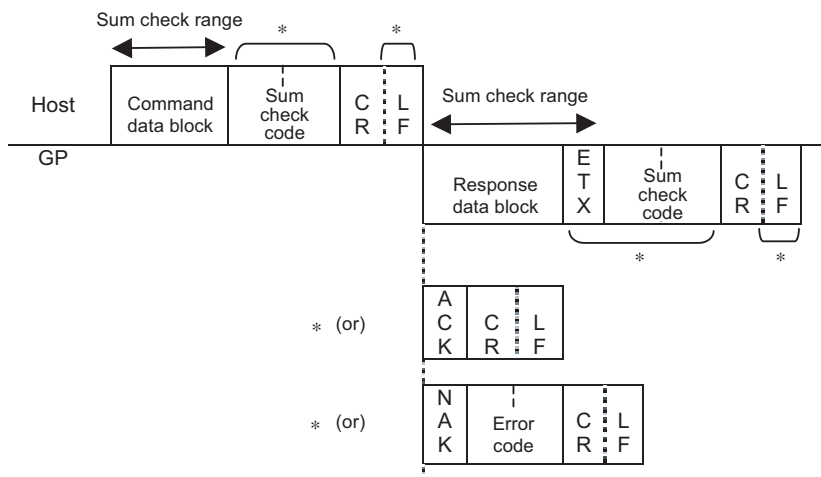 Sum check range
*
*
Host
Command
data block
Sum
check
code
C
R
L
F
Sum check range
GP
Response
data block
E
T
X
Sum
check
code
C
R
L
F
*
*
* (or)
A
C
K
C
R
L
F
* (or)
N
A
K
Error
code
C
R
L
F